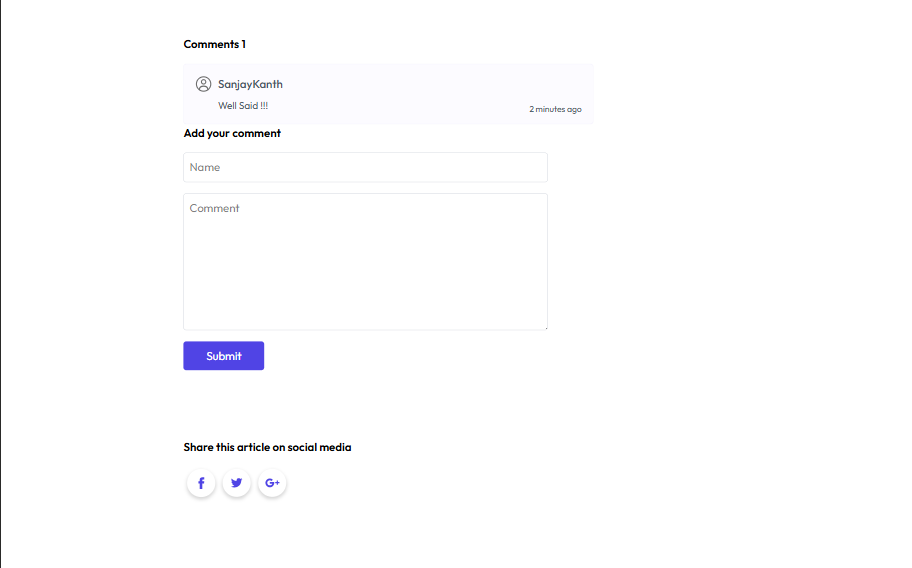 Comments 1
SanjayKanth
Well Said !!!
2 minutes ago
Add your comment
Name
Comment
Submit
Share this article on social media